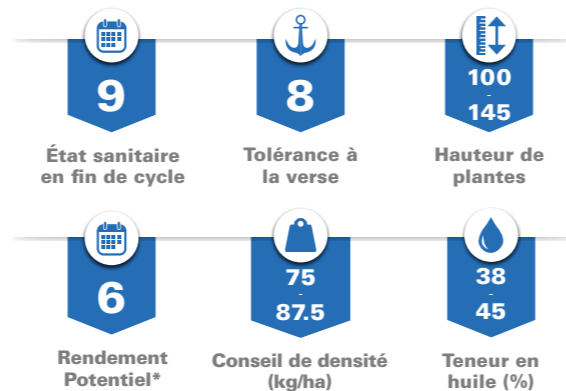 9
État sanitaire
en fin de cycle
8
Tolérance à
la verse
100
-
145
Hauteur de
plantes
6
Rendement
Potentiel*
75
-
87.5
Conseil de densité
(kg/ha)
38
-
45
Teneur en
huile (%)